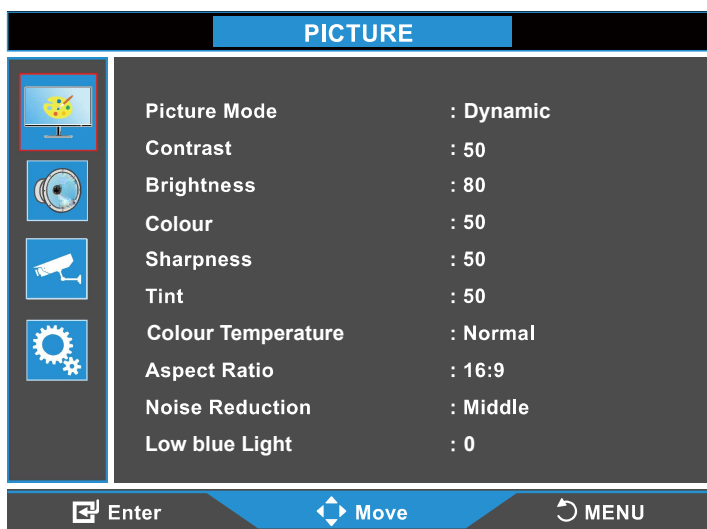 PICTURE
Picture Mode : Dynamic
Contrast : 50
Brightness : 80
Colour : 50
Sharpness : 50
Tint : 50
Colour Temperature : Normal
Aspect Ratio : 16:9
Noise Reduction : Middle
Low blue Light : 0
Enter Move MENU